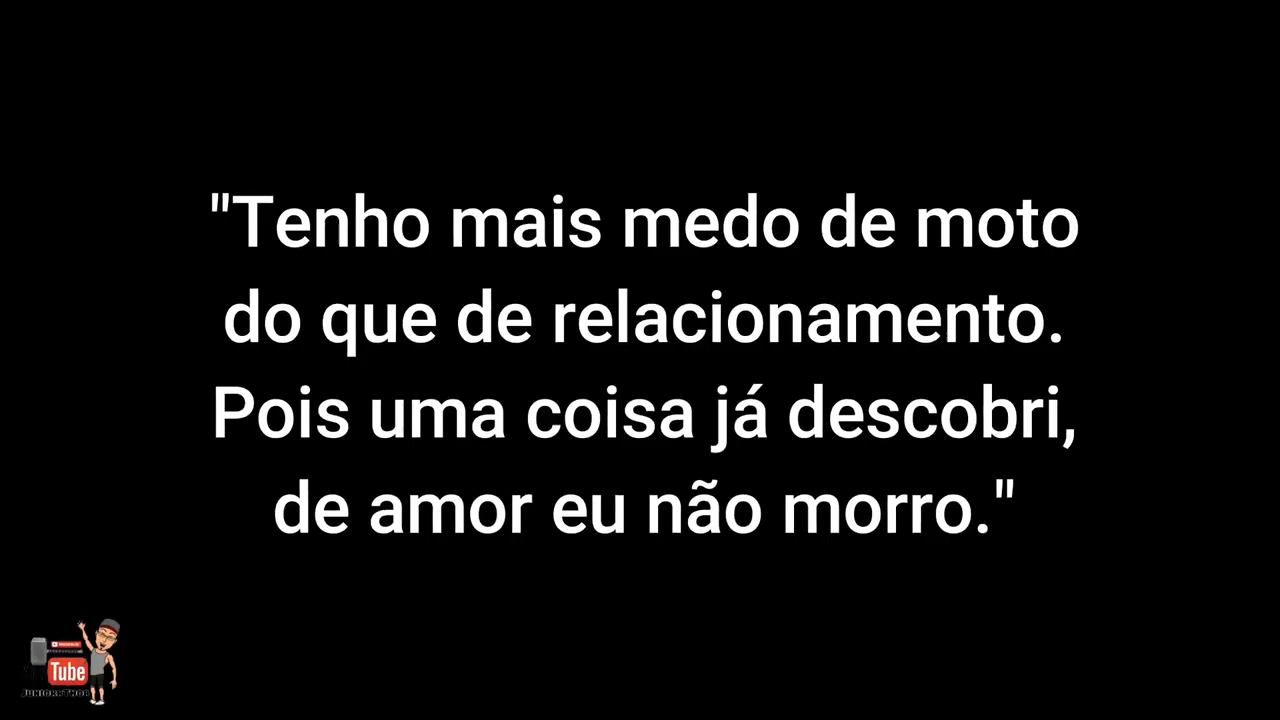 "Tenho mais medo de moto
do que de relacionamento.
Pois uma coisa já descobri,
de amor eu não morro."
Tube